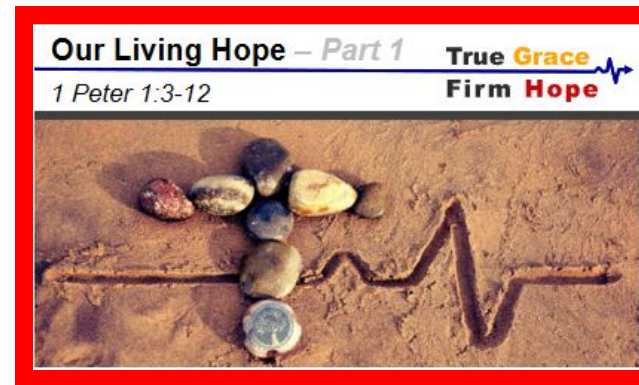 Our Living Hope – Part 1
1 Peter 1:3-12
True Grace
Firm Hope